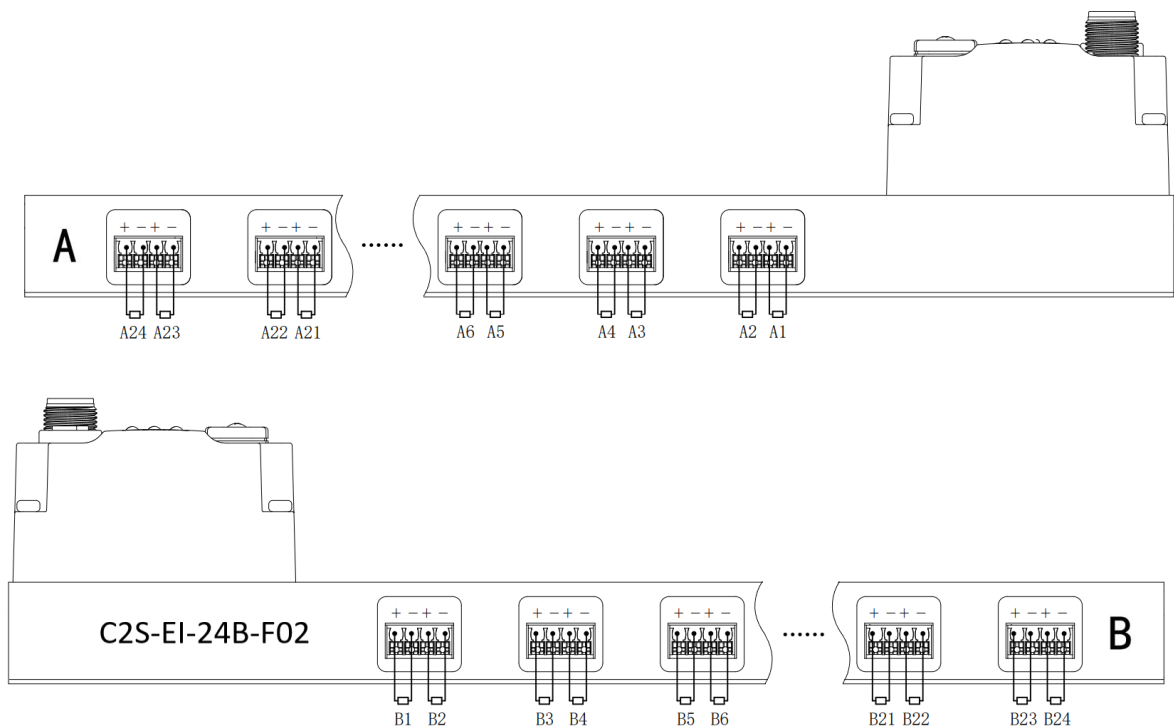 + − + − + − + − + − + − + − + − + − + −
A ······
A24 A23 A22 A21 A6 A5 A4 A3 A2 A1
+ − + − + − + − + − + − + − + − + − + −
C2S-EI-24B-F02 ······ B
B1 B2 B3 B4 B5 B6 B21 B22 B23 B24